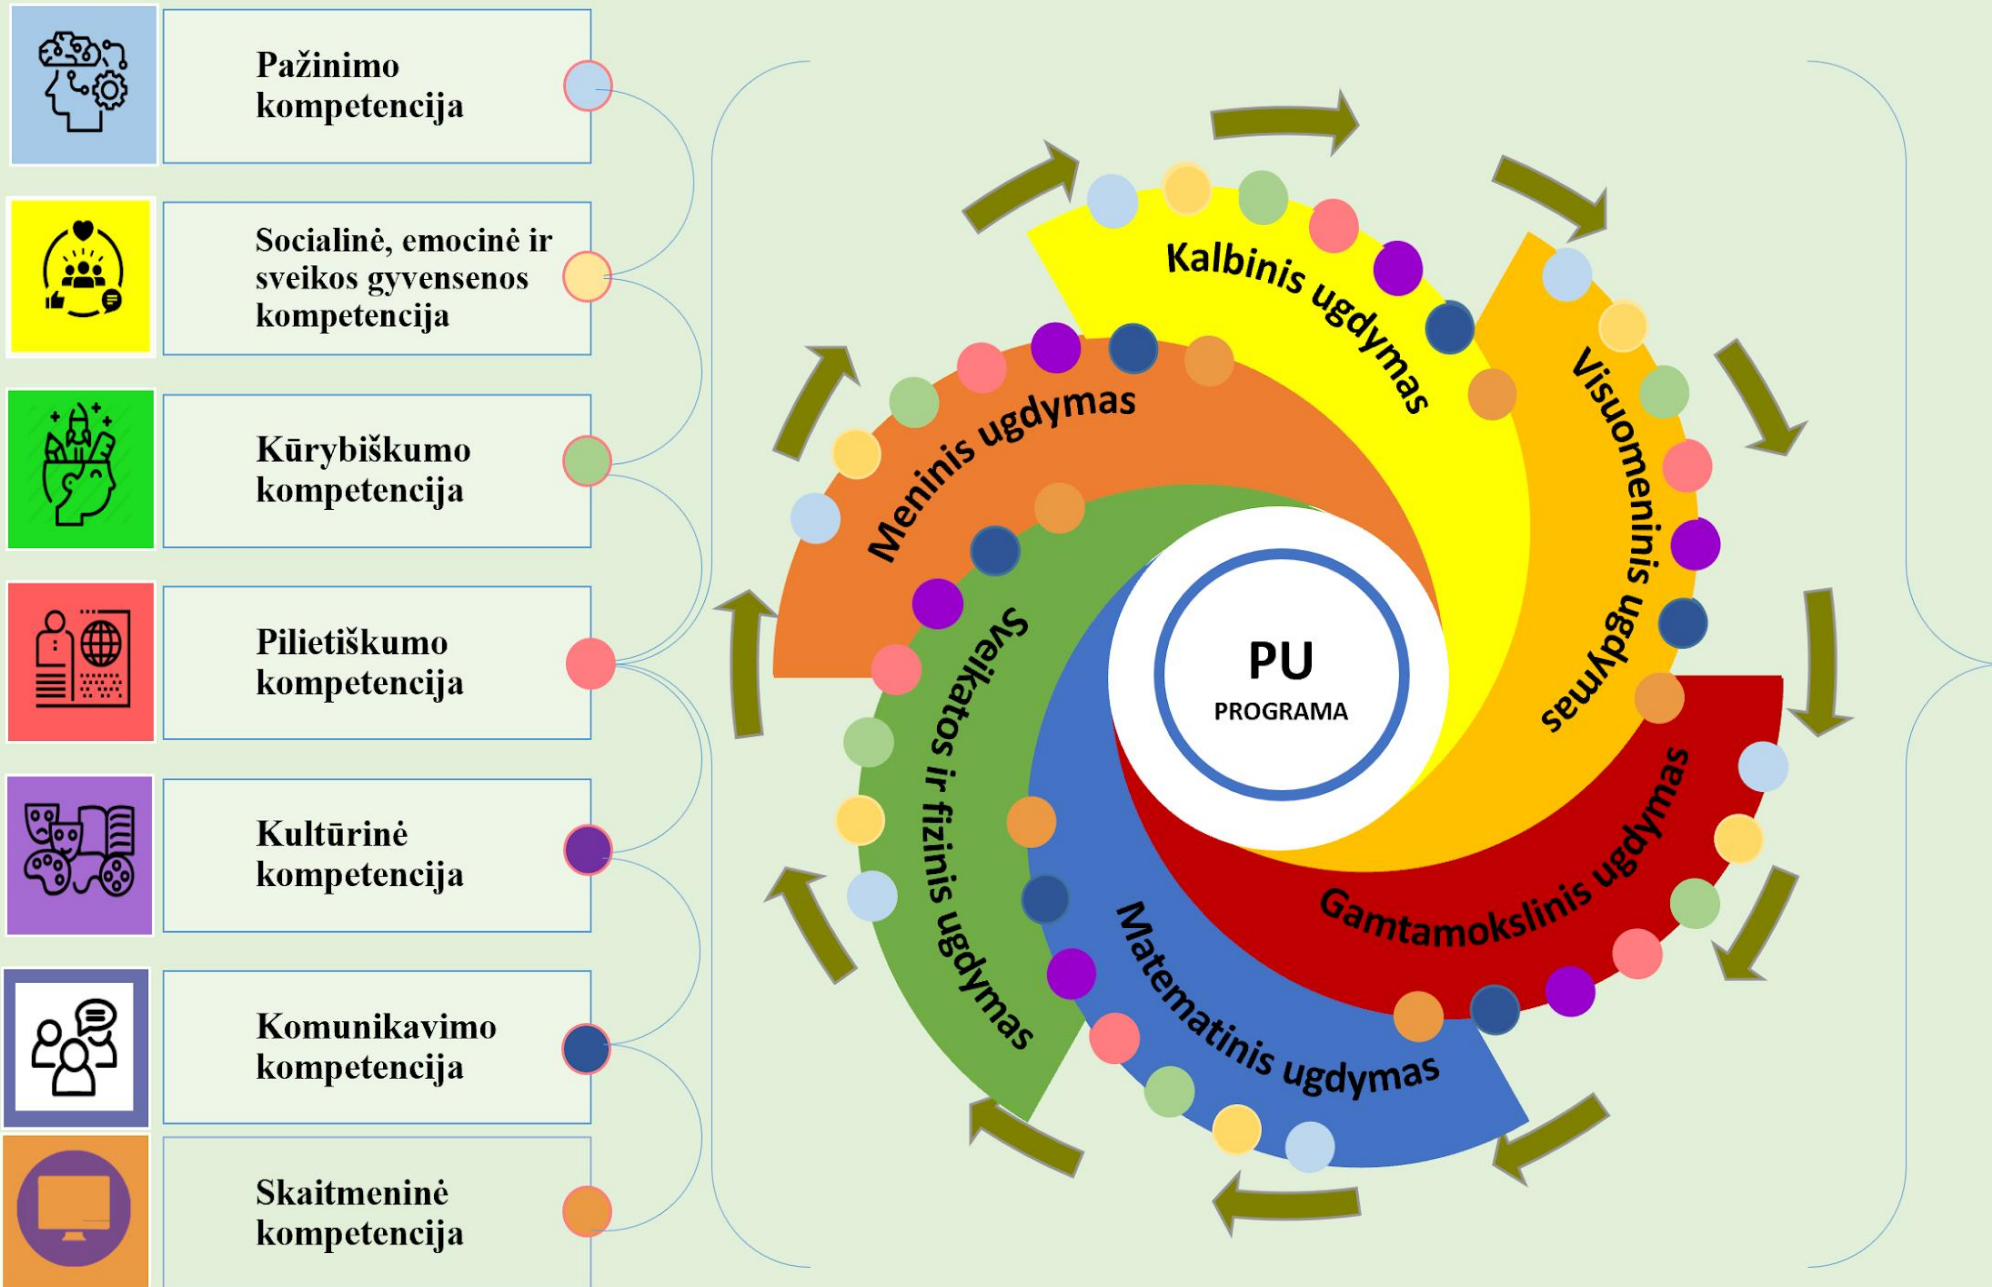 Pažinimo
kompetencija
Socialinė, emocinė ir
sveikos gyvensenos
kompetencija
Kūrybiškumo
kompetencija
Pilietiškumo
kompetencija
Kultūrinė
kompetencija
Komunikavimo
kompetencija
Skaitmeninė
kompetencija
Kalbinis ugdymas
Visuomeninis ugdymas
Gamtamokslinis ugdymas
Matematinis ugdymas
Sveikatos ir fizinis ugdymas
Meninis ugdymas
PU
PROGRAMA